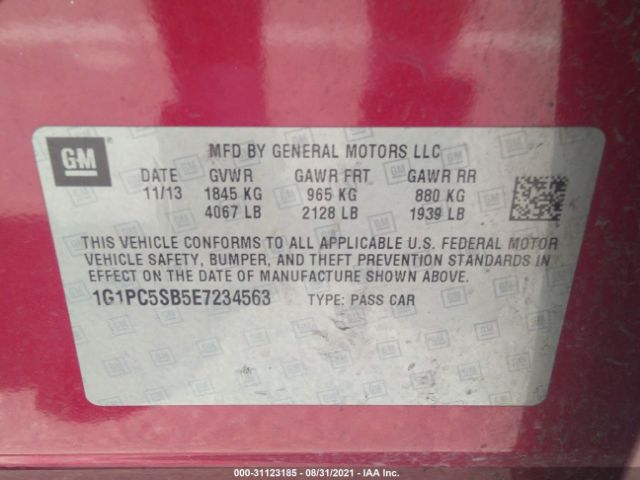 GM
MFD BY GENERAL MOTORS LLC
DATE GVWR GAWR FRT GAWR RR
11/13 1845 KG 965 KG 880 KG
4067 LB 2128 LB 1939 LB
THIS VEHICLE CONFORMS TO ALL APPLICABLE U.S. FEDERAL MOTOR
VEHICLE SAFETY, BUMPER, AND THEFT PREVENTION STANDARDS IN
EFFECT ON THE DATE OF MANUFACTURE SHOWN ABOVE.
1G1PC5SB5E7234563 TYPE: PASS CAR
000-31123185 - 08/31/2021 - IAA Inc.